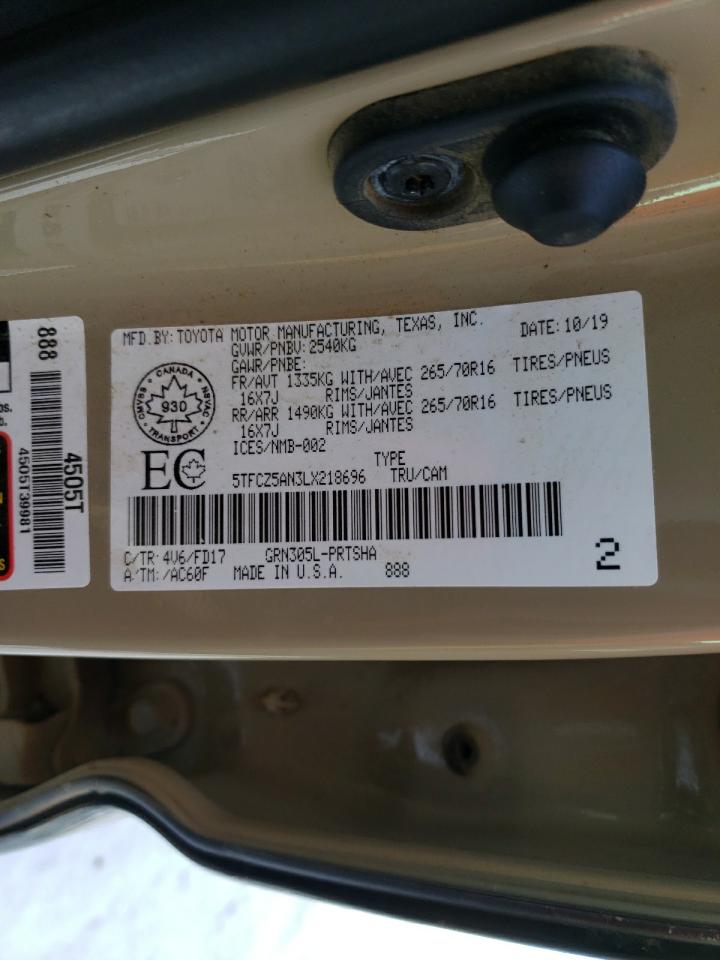 MFD.BY: TOYOTA MOTOR MANUFACTURING, TEXAS, INC. DATE: 10/19
GVWR/PNBV: 2540KG
GAWR/PNBE:
FR/AVT 1335KG WITH/AVEC 265/70R16 TIRES/PNEUS
16X7J RIMS/JANTES
RR/ARR 1490KG WITH/AVEC 265/70R16 TIRES/PNEUS
16X7J RIMS/JANTES
ICES/NMB-002
TYPE
5TFCZ5AN3LX218696 TRU/CAM
C/TR: 4V6/FD17 GRN305L-PRTSHA
A/TM: /AC60F MADE IN U.S.A. 888
2
CANADA
930
TRANSPORT
EC
888
4505T
4505T39981